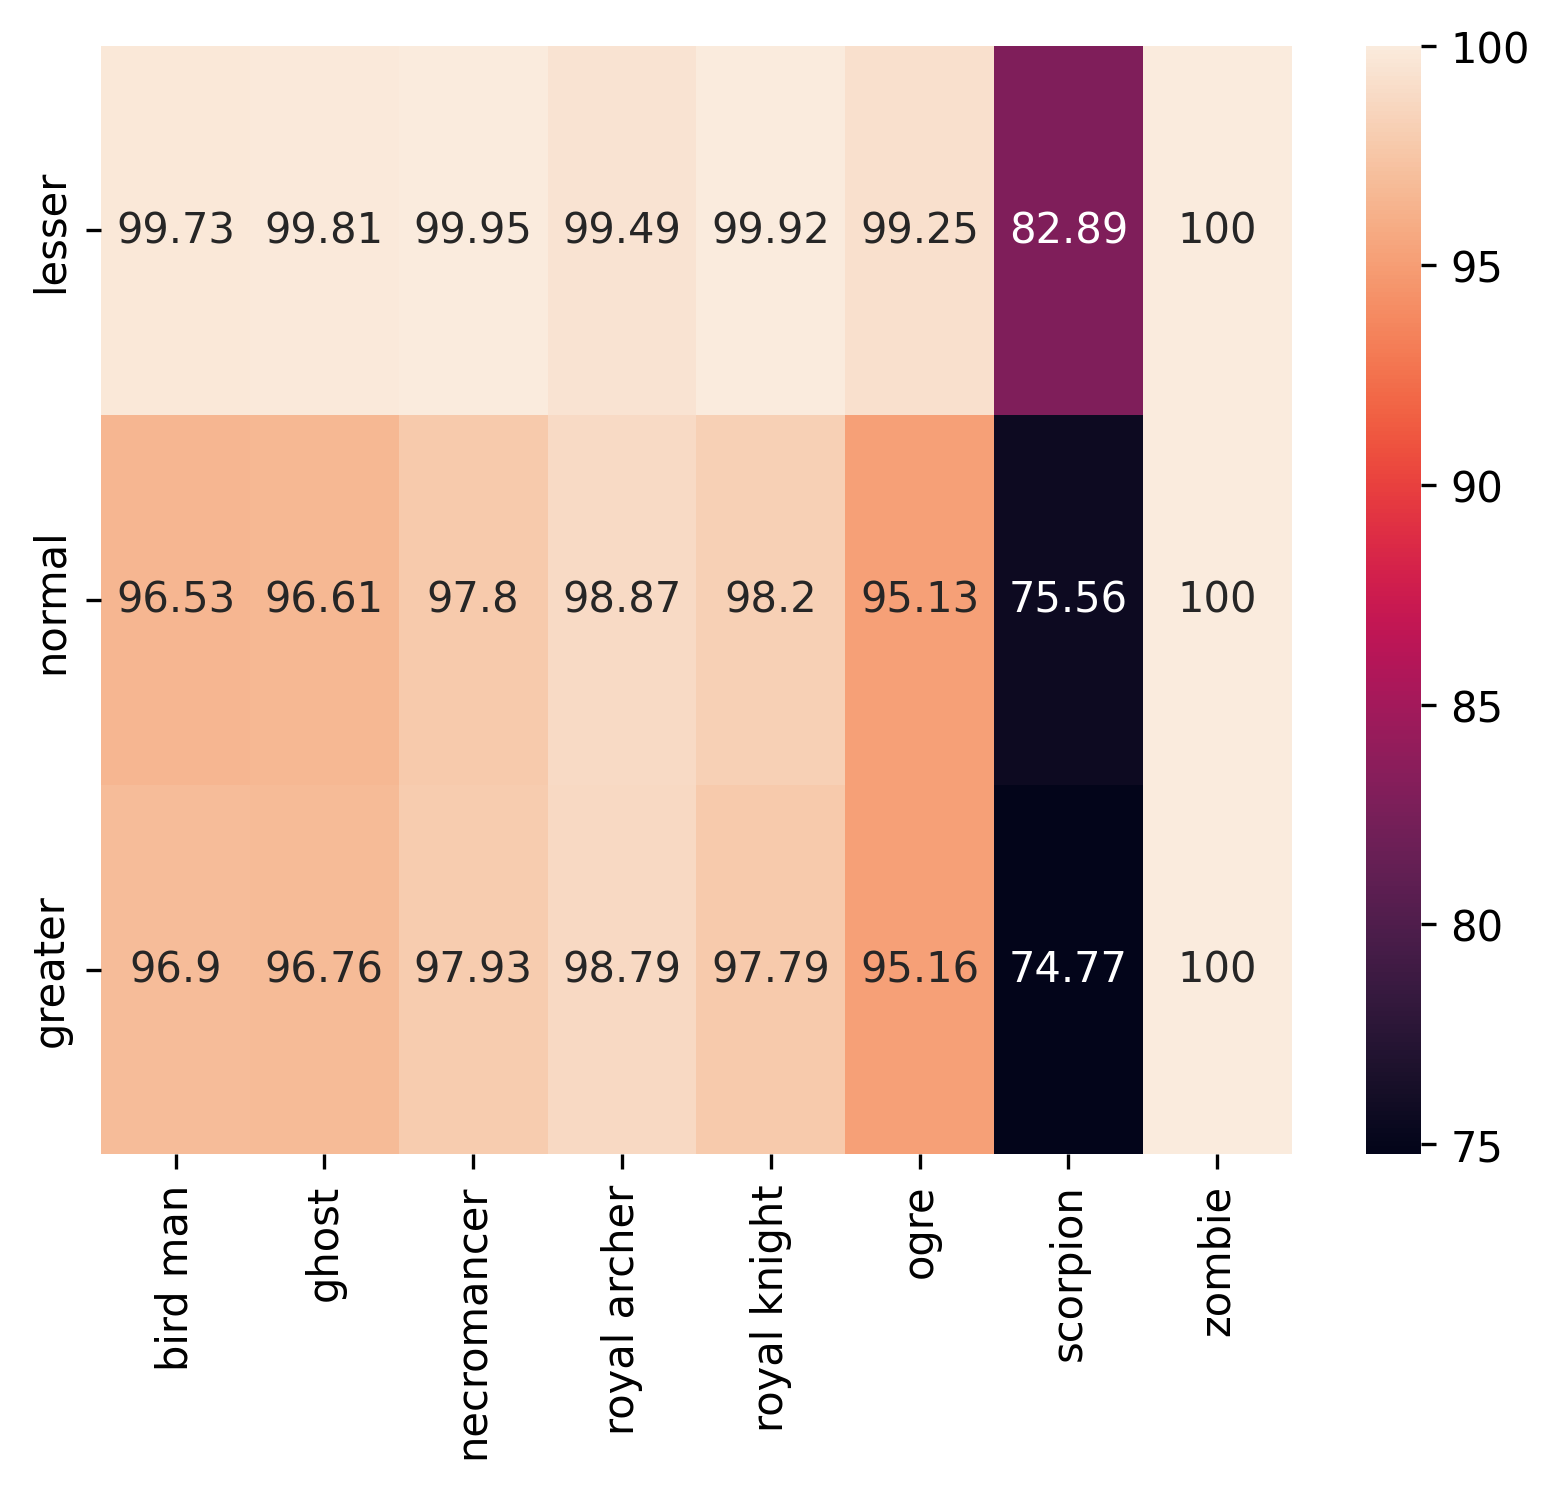 lesser
99.73 99.81 99.95 99.49 99.92 99.25 82.89 100
normal
96.53 96.61 97.8 98.87 98.2 95.13 75.56 100
greater
96.9 96.76 97.93 98.79 97.79 95.16 74.77 100
bird man
ghost
necromancer
royal archer
royal knight
ogre
scorpion
zombie
100
95
90
85
80
75